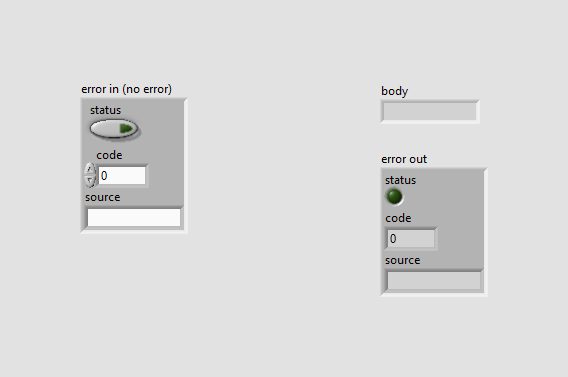 error in (no error)
status
code
0
source
body
error out
status
code
0
source